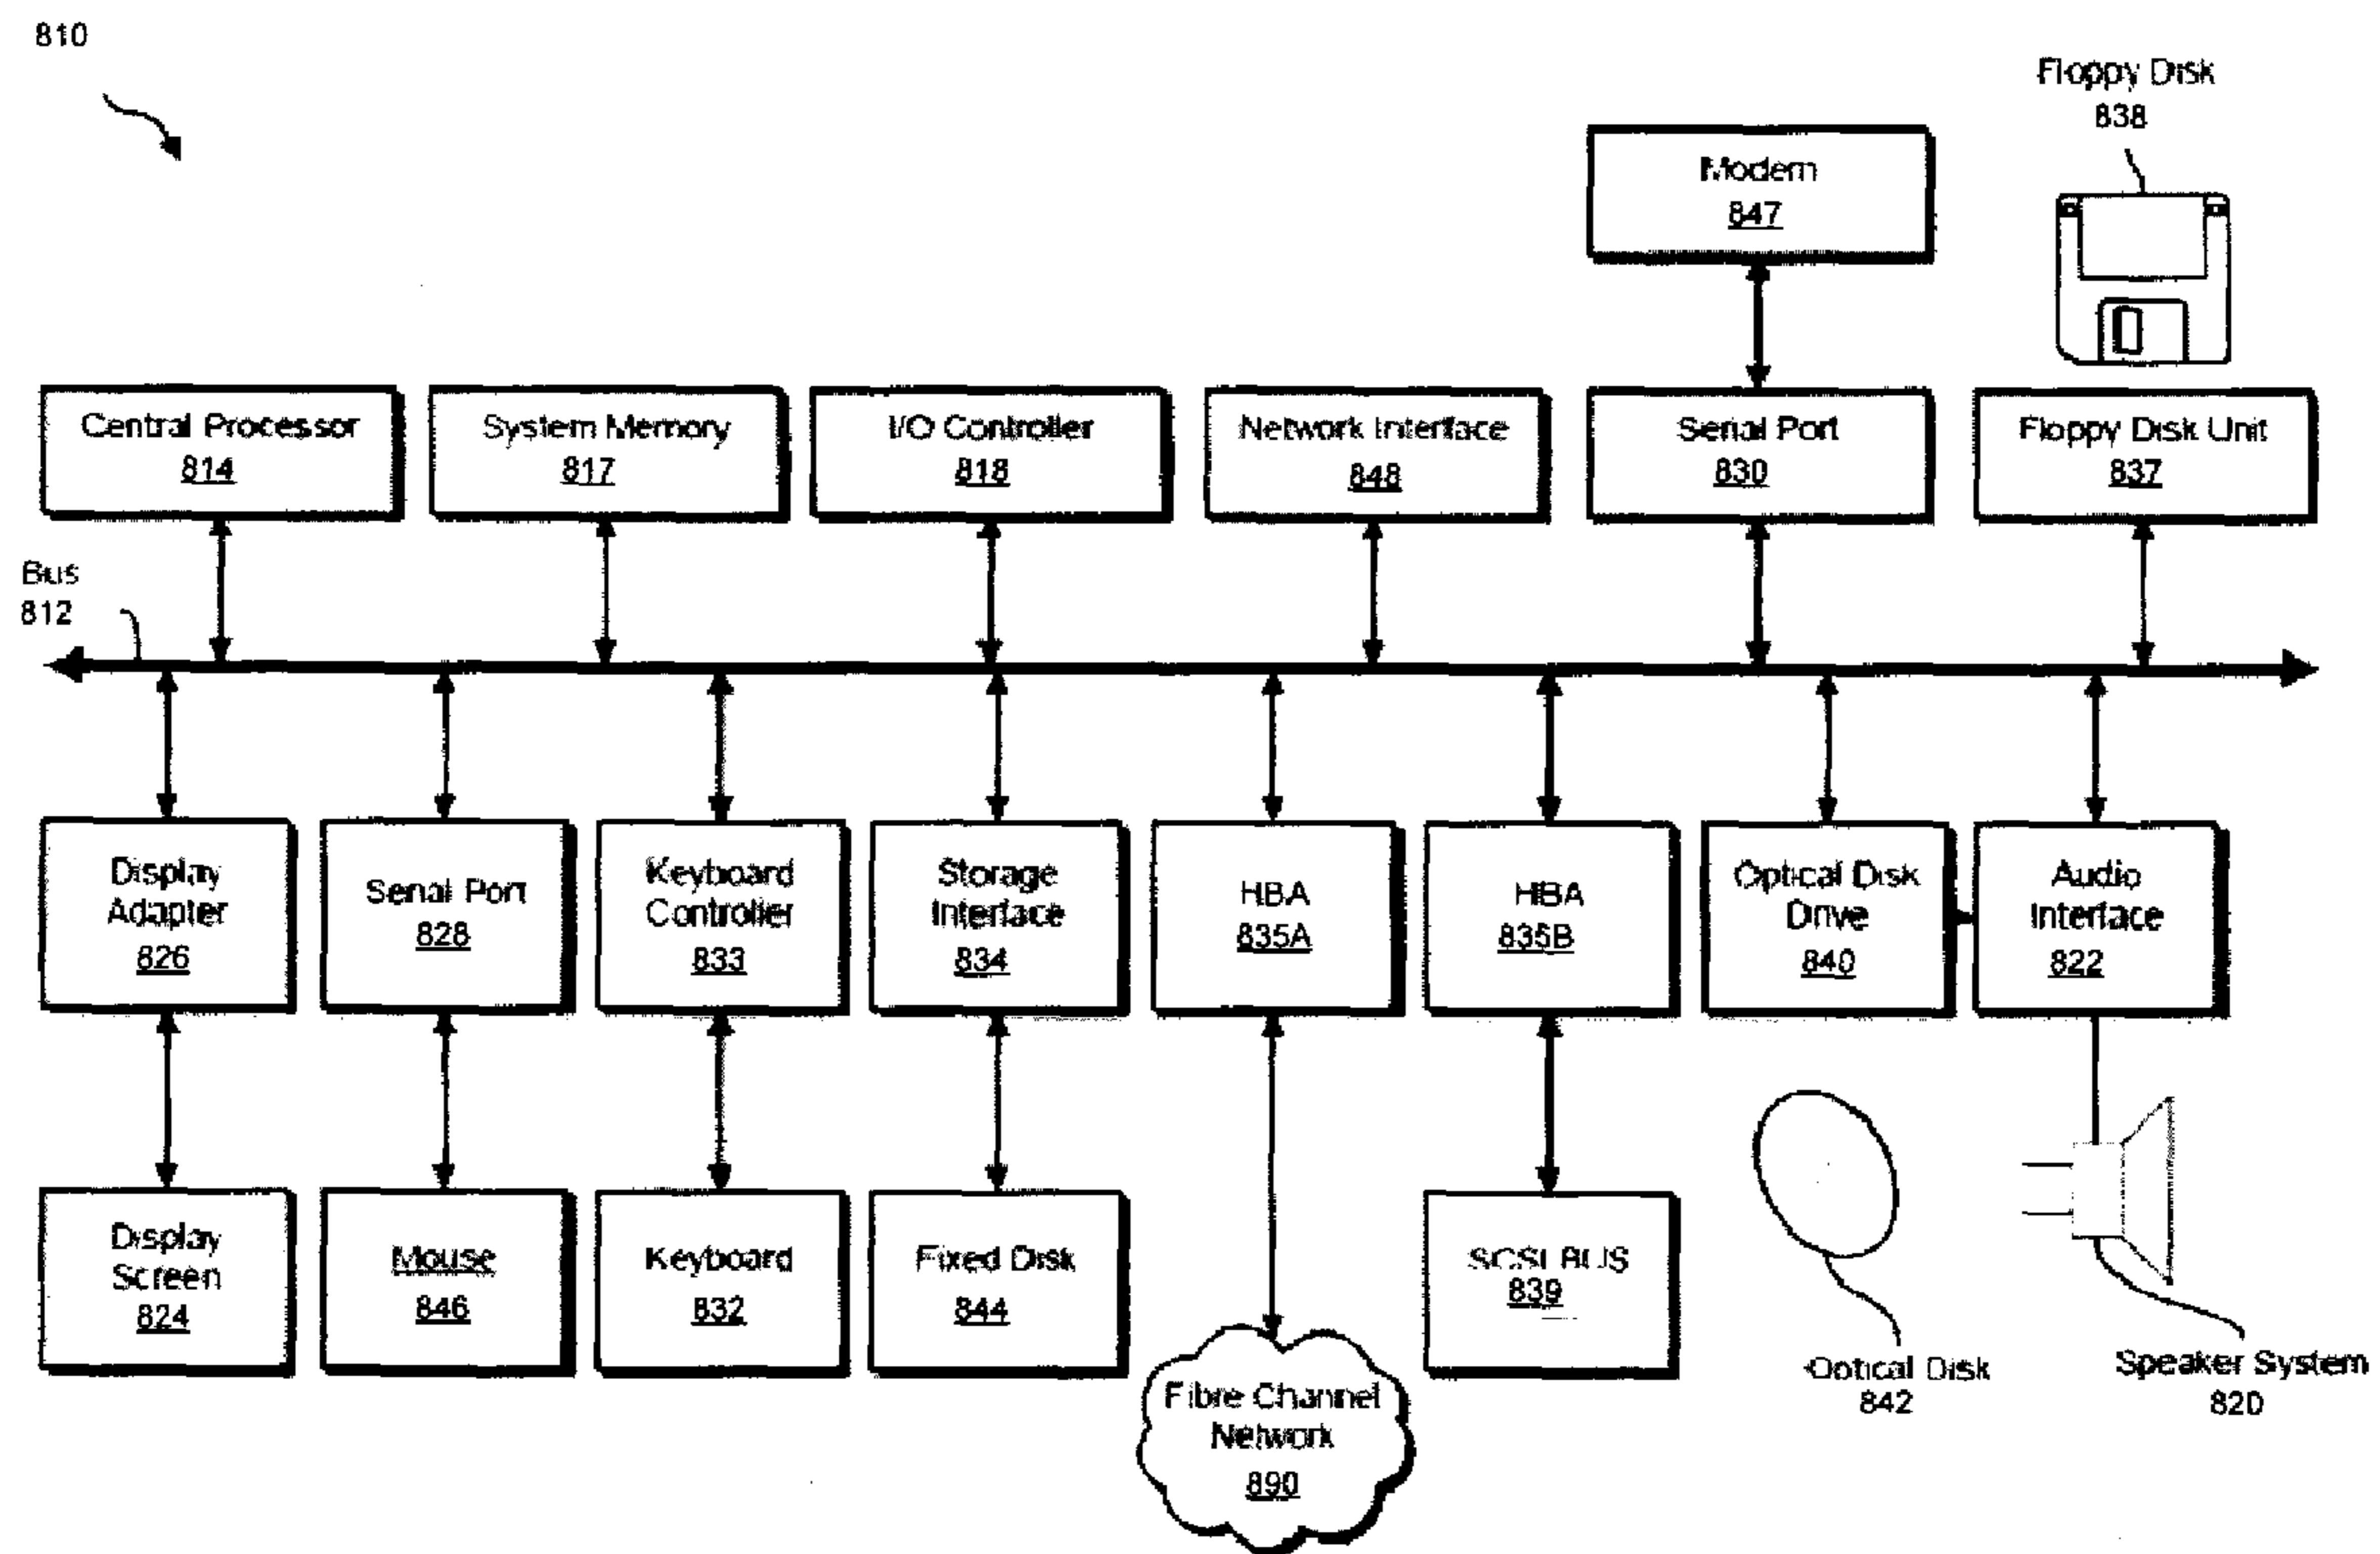 810
Floppy Disk
838
Modem
847
Central Processor
814
System Memory
817
I/O Controller
818
Network Interface
848
Serial Port
830
Floppy Disk Unit
837
Bus
812
Display
Adapter
826
Serial Port
828
Keyboard
Controller
833
Storage
Interface
834
HBA
835A
HBA
835B
Optical Disk
Drive
840
Audio
Interface
822
Display
Screen
824
Mouse
846
Keyboard
832
Fixed Disk
844
Fibre Channel
Network
890
SCSI BUS
839
Optical Disk
842
Speaker System
820